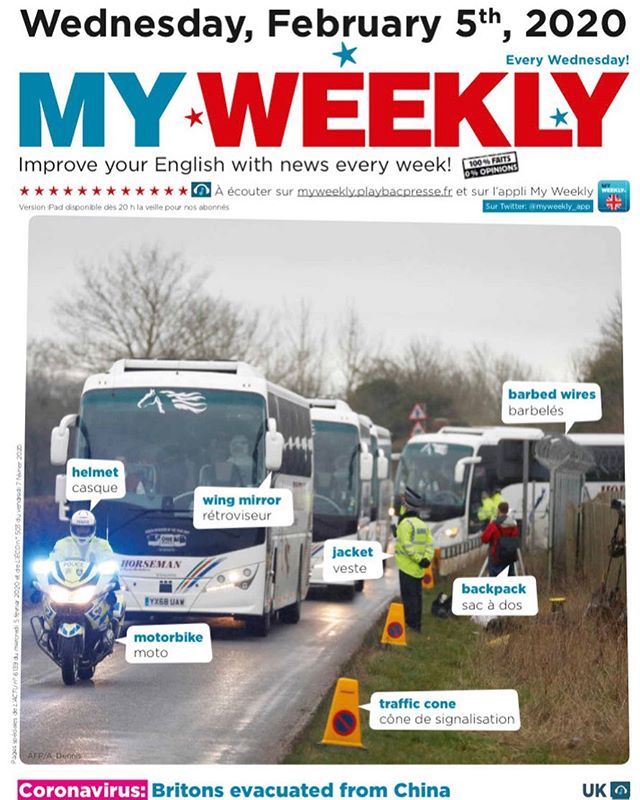 Wednesday, February 5th, 2020
Every Wednesday!
MY WEEKLY
Improve your English with news every week!
100 % FAITS
0 % OPINIONS
À écouter sur myweekly.playbacpresse.fr et sur l'appli My Weekly
MY WEEKLY
Version iPad disponible dès 20 h la veille pour nos abonnés
Sur Twitter: @myweekly_app
barbed wires
barbelés
helmet
casque
wing mirror
rétroviseur
jacket
veste
backpack
sac à dos
POLICE
HORSEMAN
YX68 UAW
motorbike
moto
traffic cone
cône de signalisation
AFP/A. Dennis
Coronavirus: Britons evacuated from China
UK